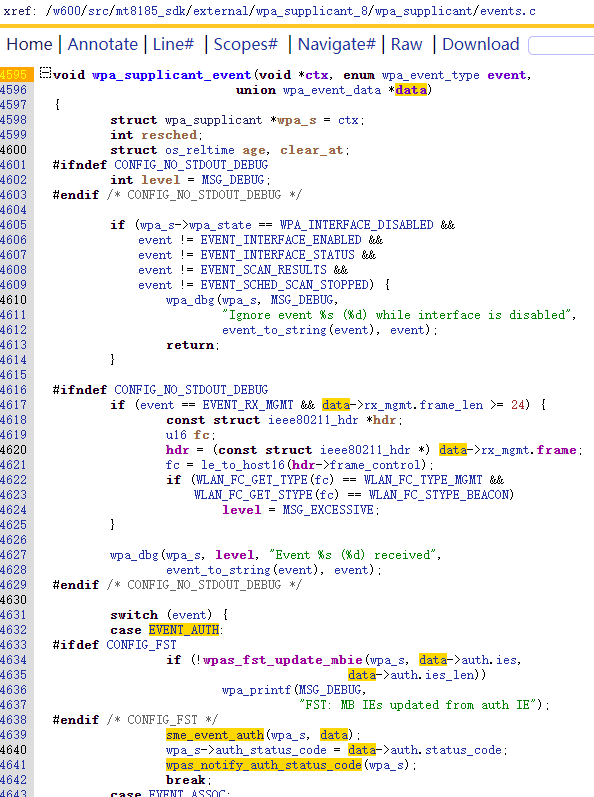 xref: /w600/src/mt8185_sdk/external/wpa_supplicant_8/wpa_supplicant/events.c
Home | Annotate | Line# | Scopes# | Navigate# | Raw | Download
4595 void wpa_supplicant_event(void *ctx, enum wpa_event_type event,
4596 union wpa_event_data *data)
4597 {
4598 struct wpa_supplicant *wpa_s = ctx;
4599 int resched;
4600 struct os_reltime age, clear_at;
4601 #ifndef CONFIG_NO_STDOUT_DEBUG
4602 int level = MSG_DEBUG;
4603 #endif /* CONFIG_NO_STDOUT_DEBUG */
4604
4605 if (wpa_s->wpa_state == WPA_INTERFACE_DISABLED &&
4606 event != EVENT_INTERFACE_ENABLED &&
4607 event != EVENT_INTERFACE_STATUS &&
4608 event != EVENT_SCAN_RESULTS &&
4609 event != EVENT_SCHED_SCAN_STOPPED) {
4610 wpa_dbg(wpa_s, MSG_DEBUG,
4611 "Ignore event %s (%d) while interface is disabled",
4612 event_to_string(event), event);
4613 return;
4614 }
4615
4616 #ifndef CONFIG_NO_STDOUT_DEBUG
4617 if (event == EVENT_RX_MGMT && data->rx_mgmt.frame_len >= 24) {
4618 const struct ieee80211_hdr *hdr;
4619 u16 fc;
4620 hdr = (const struct ieee80211_hdr *) data->rx_mgmt.frame;
4621 fc = le_to_host16(hdr->frame_control);
4622 if (WLAN_FC_GET_TYPE(fc) == WLAN_FC_TYPE_MGMT &&
4623 WLAN_FC_GET_STYPE(fc) == WLAN_FC_STYPE_BEACON)
4624 level = MSG_EXCESSIVE;
4625 }
4626
4627 wpa_dbg(wpa_s, level, "Event %s (%d) received",
4628 event_to_string(event), event);
4629 #endif /* CONFIG_NO_STDOUT_DEBUG */
4630
4631 switch (event) {
4632 case EVENT_AUTH:
4633 #ifdef CONFIG_FST
4634 if (!wpas_fst_update_mbie(wpa_s, data->auth.ies,
4635 data->auth.ies_len))
4636 wpa_printf(MSG_DEBUG,
4637 "FST: MB IEs updated from auth IE");
4638 #endif /* CONFIG_FST */
4639 sme_event_auth(wpa_s, data);
4640 wpa_s->auth_status_code = data->auth.status_code;
4641 wpas_notify_auth_status_code(wpa_s);
4642 break;
4643 case EVENT_ASSOC: